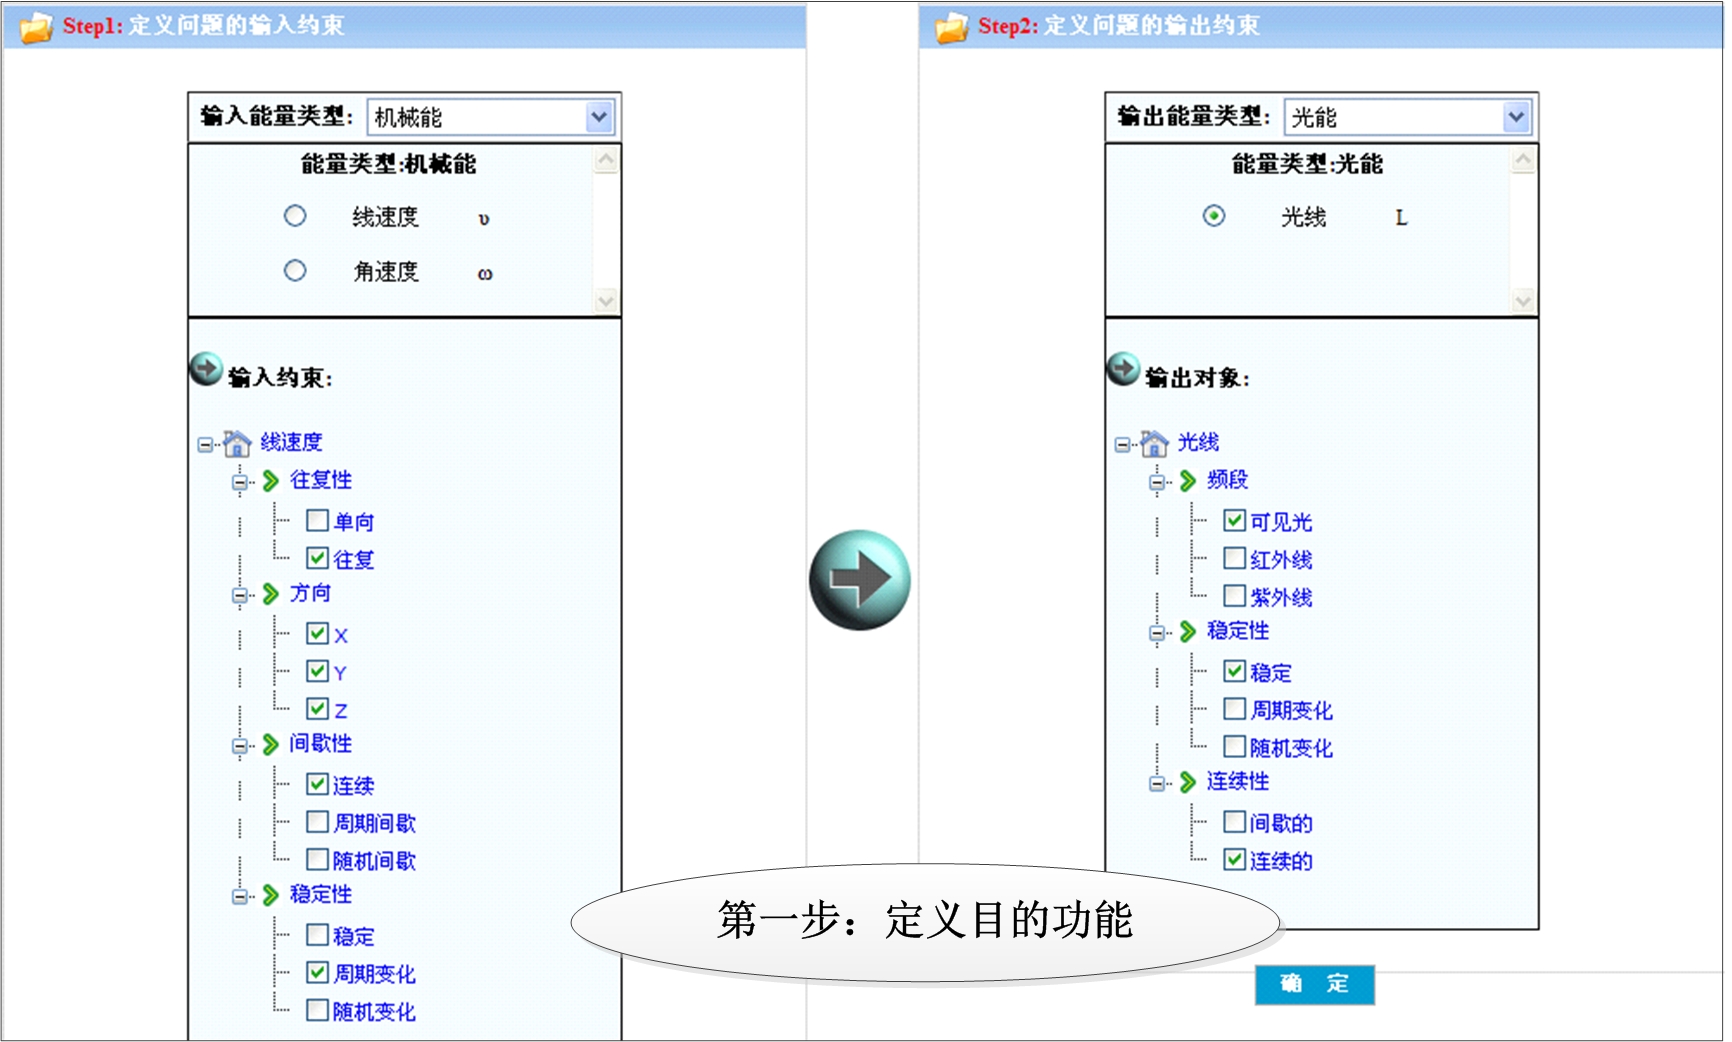 Step1: 定义问题的输入约束
输入能量类型: 机械能
能量类型:机械能
线速度 υ
角速度 ω
输入约束:
线速度
往复性
单向
往复
方向
X
Y
Z
间歇性
连续
周期间歇
随机间歇
稳定性
稳定
周期变化
随机变化
Step2: 定义问题的输出约束
输出能量类型: 光能
能量类型:光能
光线 L
输出对象:
光线
频段
可见光
红外线
紫外线
稳定性
稳定
周期变化
随机变化
连续性
间歇的
连续的
第一步：定义目的功能
确 定